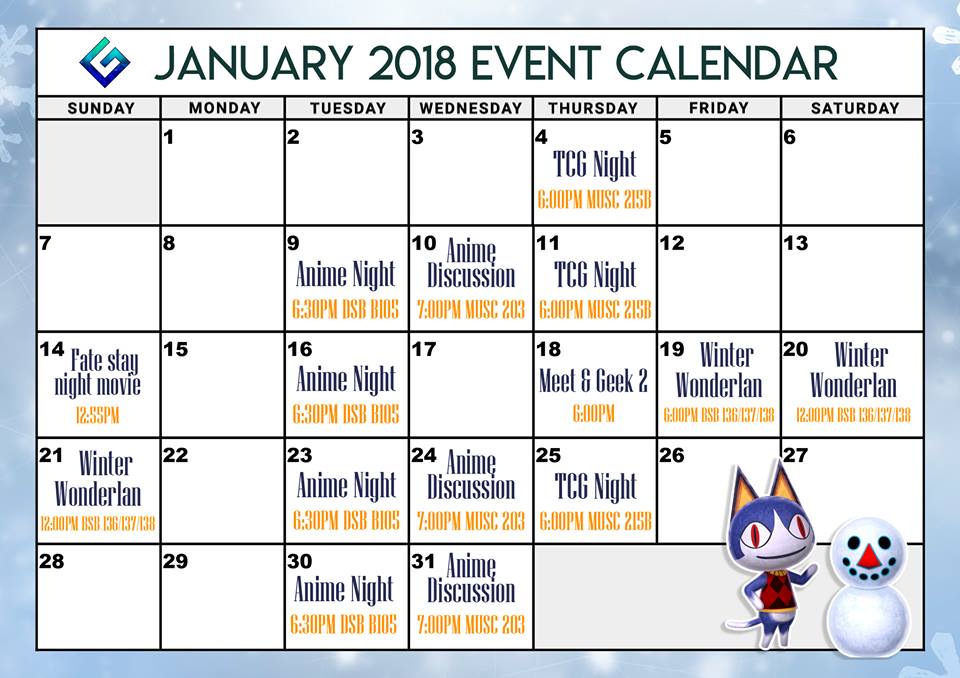 JANUARY 2018 EVENT CALENDAR
SUNDAY MONDAY TUESDAY WEDNESDAY THURSDAY FRIDAY SATURDAY
1
2
3
4
TCG Night
6:00PM MUSC 215B
5
6
7
8
9
Anime Night
6:30PM DSB B105
10 Anime
Discussion
7:00PM MUSC 203
11
TCG Night
6:00PM MUSC 215B
12
13
14 Fate stay
night movie
12:55PM
15
16
Anime Night
6:30PM DSB B105
17
18
Meet & Geek 2
6:00PM
19 Winter
Wonderlan
6:00PM BSB 136/137/138
20 Winter
Wonderlan
12:00PM BSB 136/137/138
21 Winter
Wonderlan
12:00PM BSB 136/137/138
22
23
Anime Night
6:30PM DSB B105
24 Anime
Discussion
7:00PM MUSC 203
25
TCG Night
6:00PM MUSC 215B
26
27
28
29
30
Anime Night
6:30PM DSB B105
31 Anime
Discussion
7:00PM MUSC 203